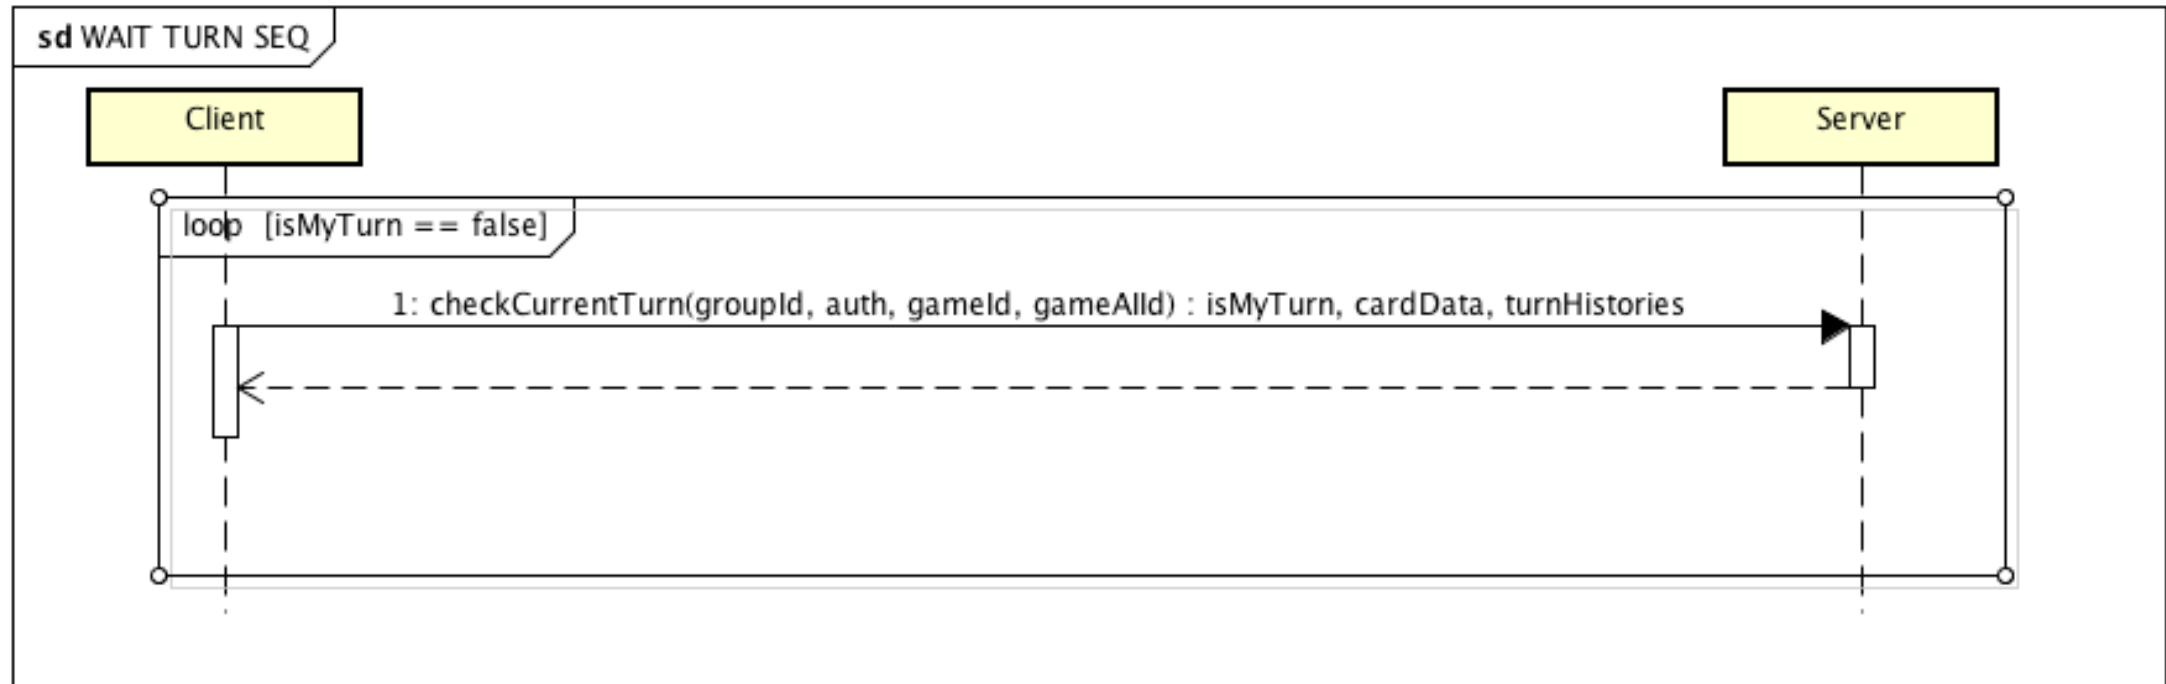 sd WAIT TURN SEQ
Client
Server
loop [isMyTurn == false]
1: checkCurrentTurn(groupId, auth, gameId, gameAIId) : isMyTurn, cardData, turnHistories